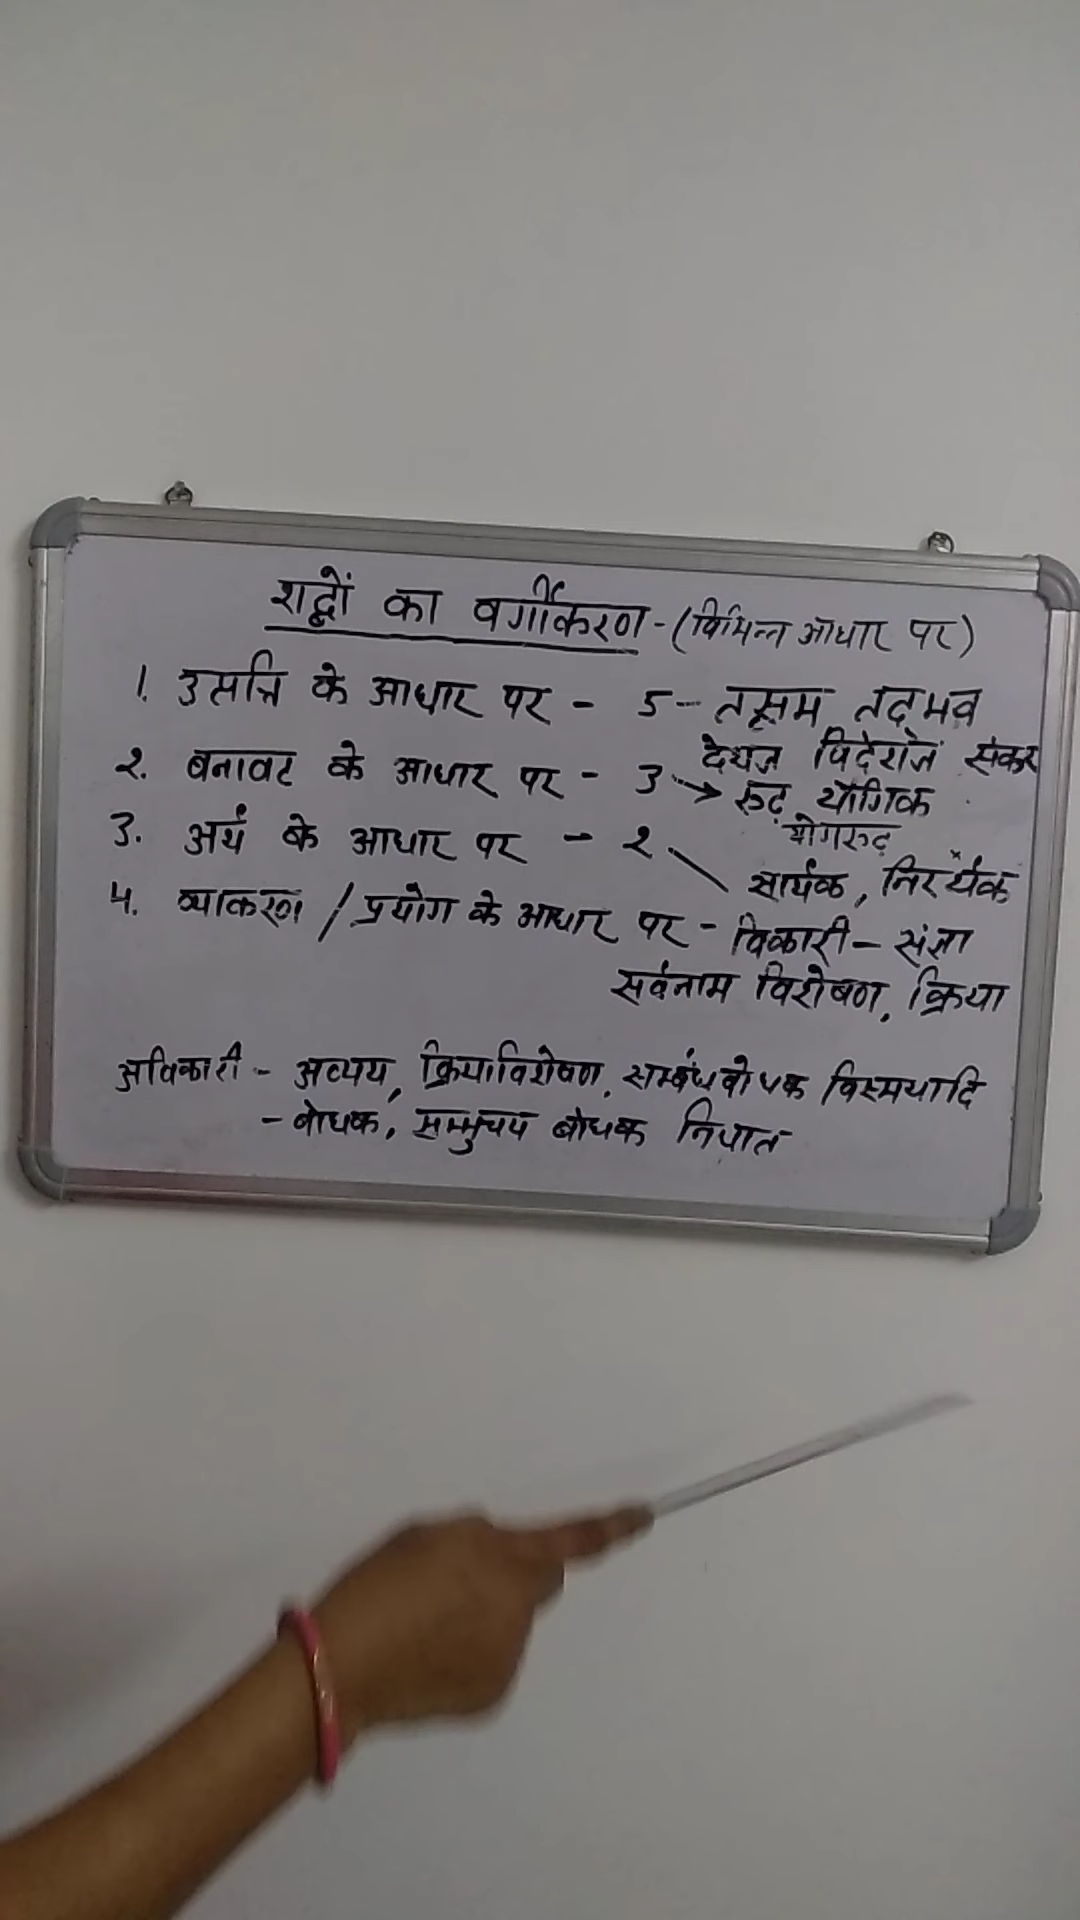 शब्दों का वर्गीकरण - (विभिन्न आधार पर)
1. उत्पत्ति के आधार पर - 5 - तत्सम, तद्भव
देशज विदेशज संकर
२. बनावट के आधार पर - 3 → रूढ़, यौगिक
योगरूढ़
3. अर्थ के आधार पर - २ \ सार्थक, निरर्थक
4. व्याकरण / प्रयोग के आधार पर - विकारी - संज्ञा
सर्वनाम विशेषण, क्रिया
अविकारी - अव्यय, क्रियाविशेषण, सम्बंधबोधक विस्मयादि
- बोधक, सम्मुचय बोधक निपात